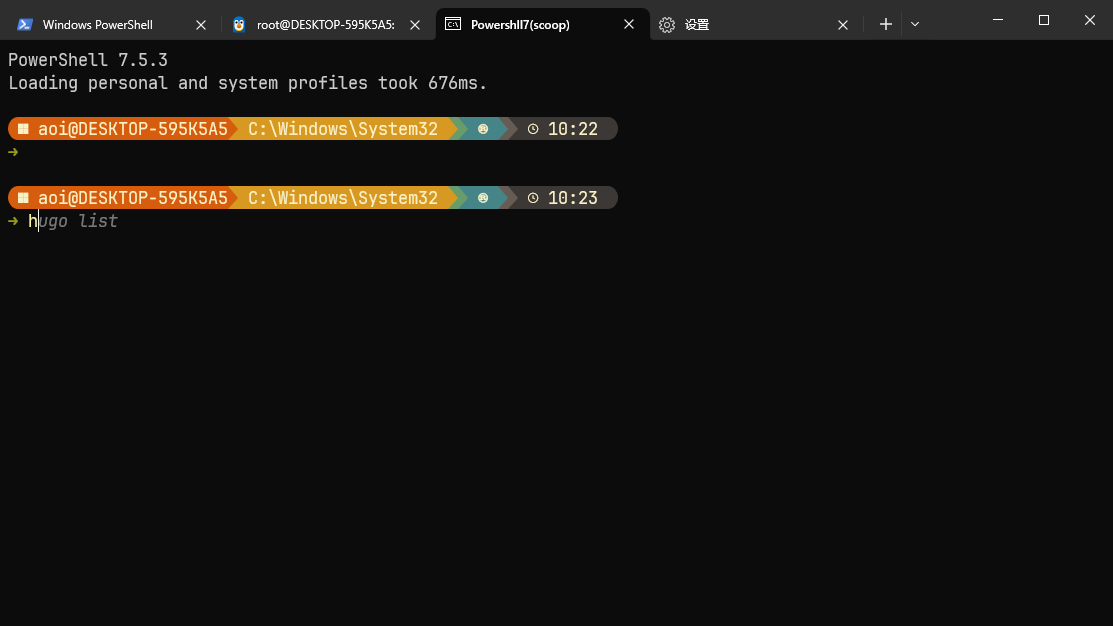 Windows PowerShell
root@DESKTOP-595K5A5:
Powershll7(scoop)
设置
PowerShell 7.5.3
Loading personal and system profiles took 676ms.
aoi@DESKTOP-595K5A5 C:\Windows\System32 10:22
➜
aoi@DESKTOP-595K5A5 C:\Windows\System32 10:23
➜ hugo list